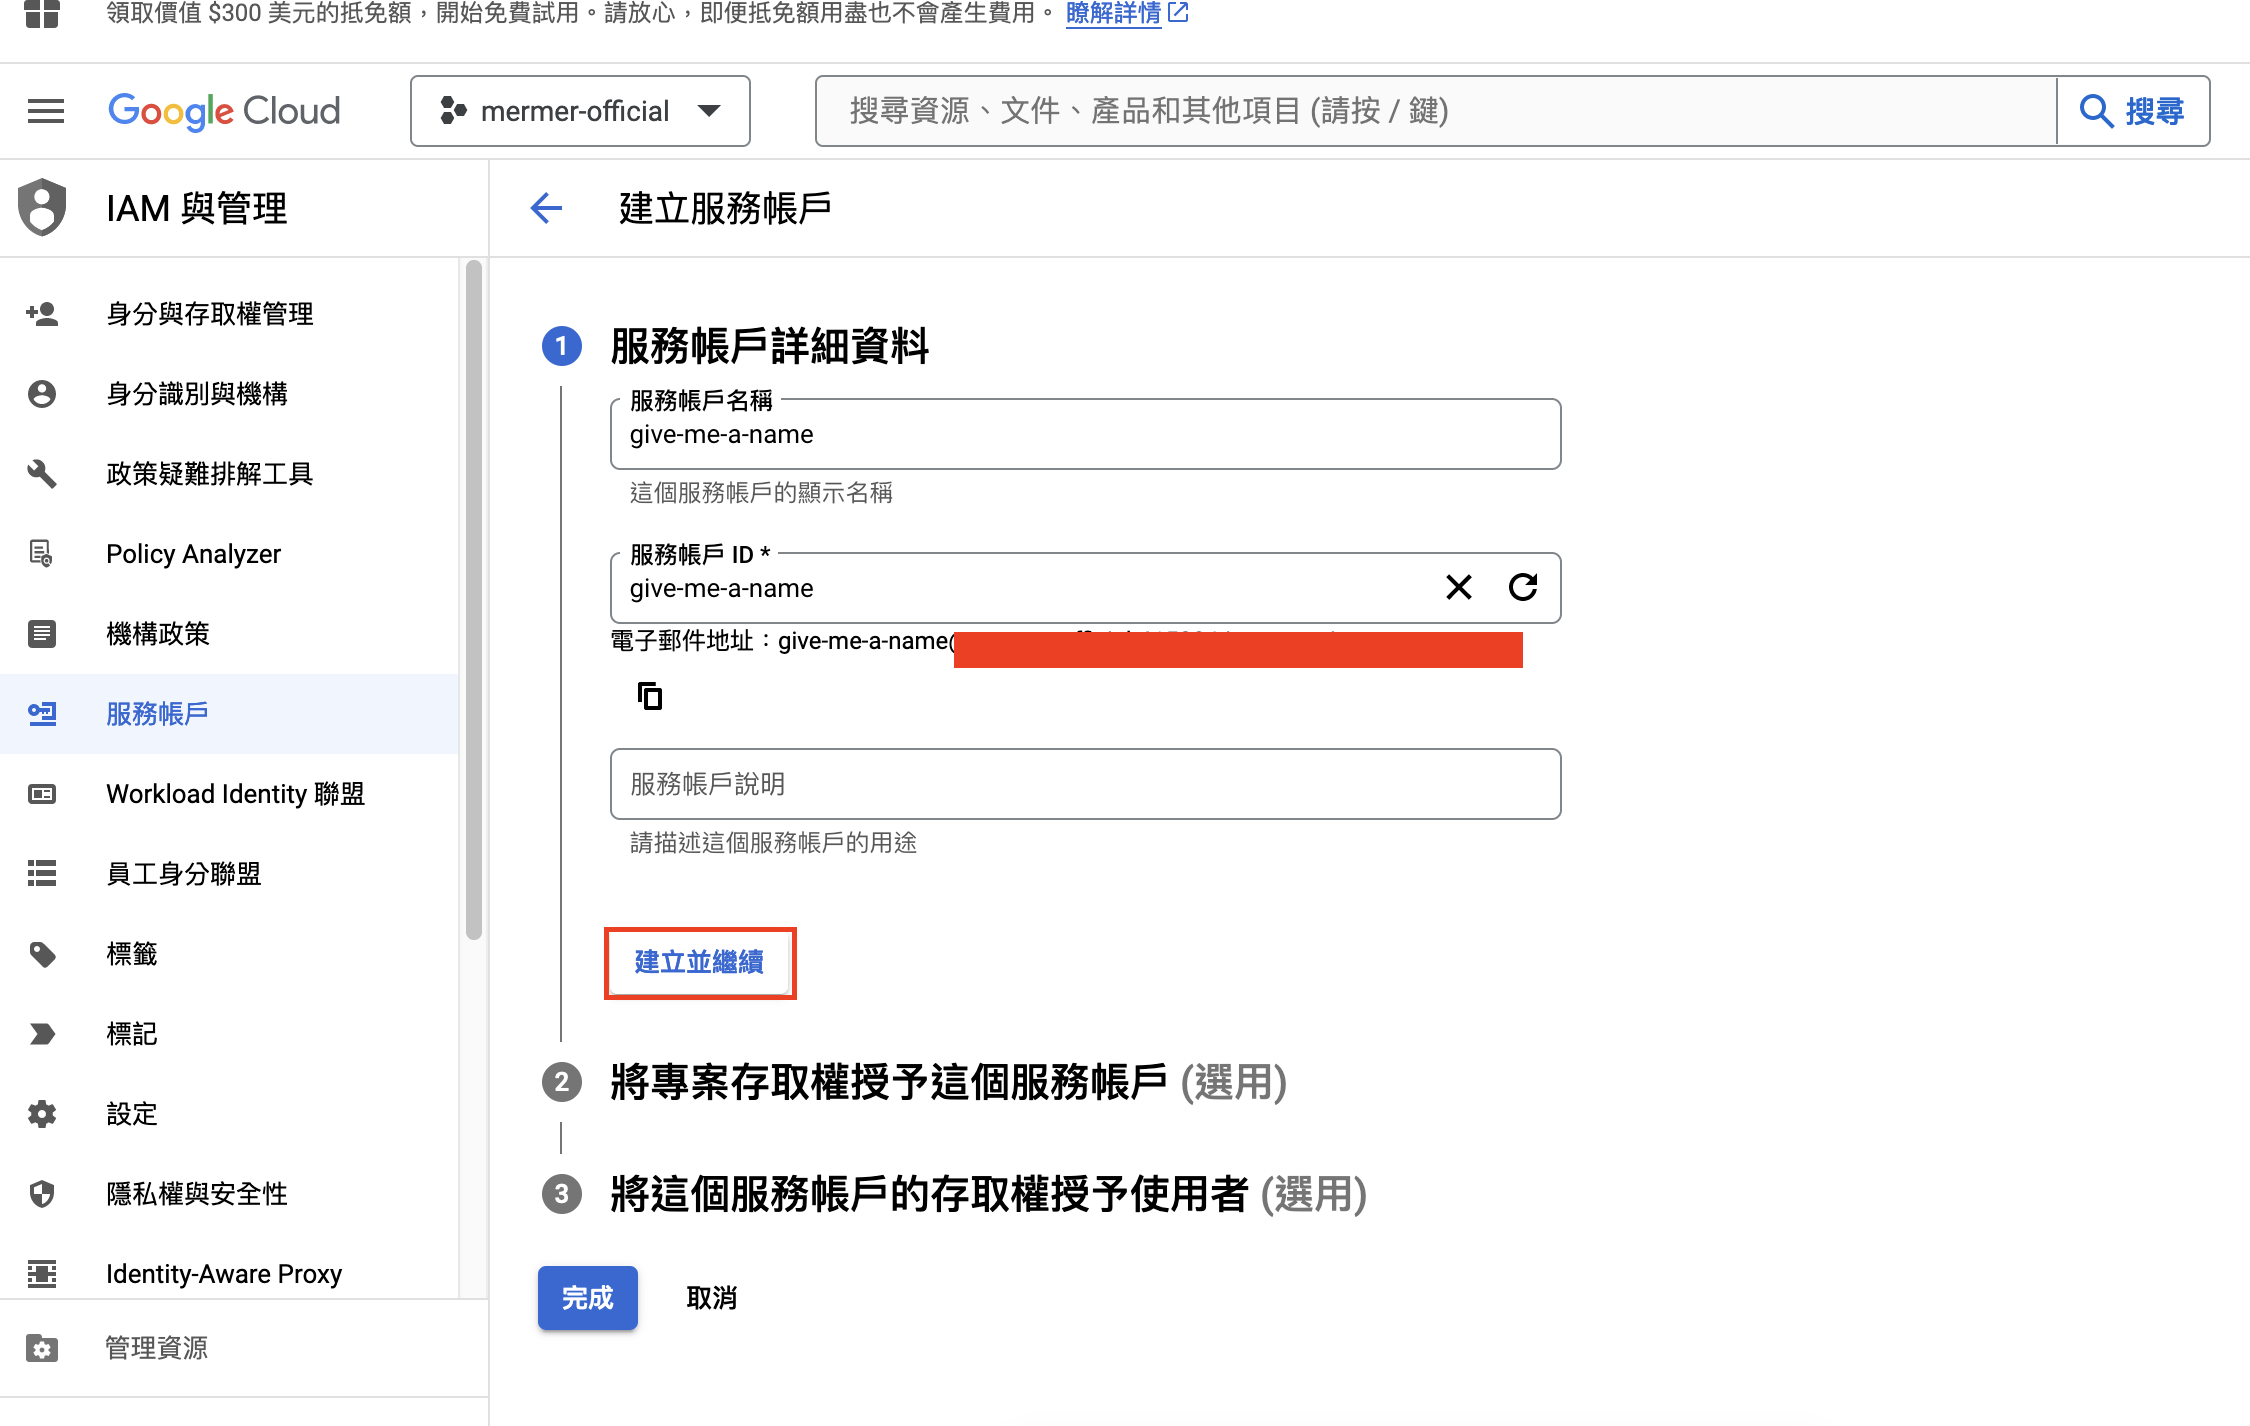 領取價值 $300 美元的抵免額，開始免費試用。請放心，即便抵免額用盡也不會產生費用。 瞭解詳情
Google Cloud
mermer-official
搜尋資源、文件、產品和其他項目 (請按 / 鍵)
搜尋
IAM 與管理
建立服務帳戶
身分與存取權管理
身分識別與機構
政策疑難排解工具
Policy Analyzer
機構政策
服務帳戶
Workload Identity 聯盟
員工身分聯盟
標籤
標記
設定
隱私權與安全性
Identity-Aware Proxy
管理資源
1 服務帳戶詳細資料
服務帳戶名稱
give-me-a-name
這個服務帳戶的顯示名稱
服務帳戶 ID *
give-me-a-name
電子郵件地址：give-me-a-name@
服務帳戶說明
請描述這個服務帳戶的用途
建立並繼續
2 將專案存取權授予這個服務帳戶 (選用)
3 將這個服務帳戶的存取權授予使用者 (選用)
完成
取消